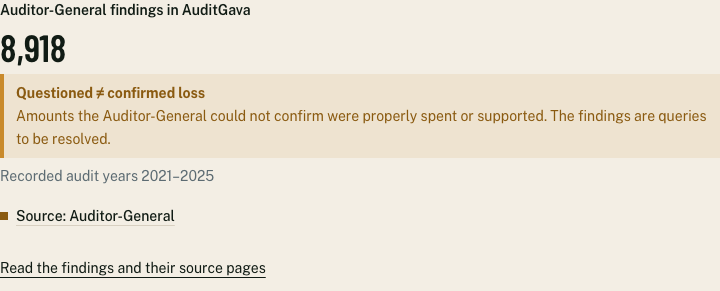 Auditor-General findings in AuditGava
8,918
Questioned ≠ confirmed loss
Amounts the Auditor-General could not confirm were properly spent or supported. The findings are queries
to be resolved.
Recorded audit years 2021–2025
Source: Auditor-General
Read the findings and their source pages